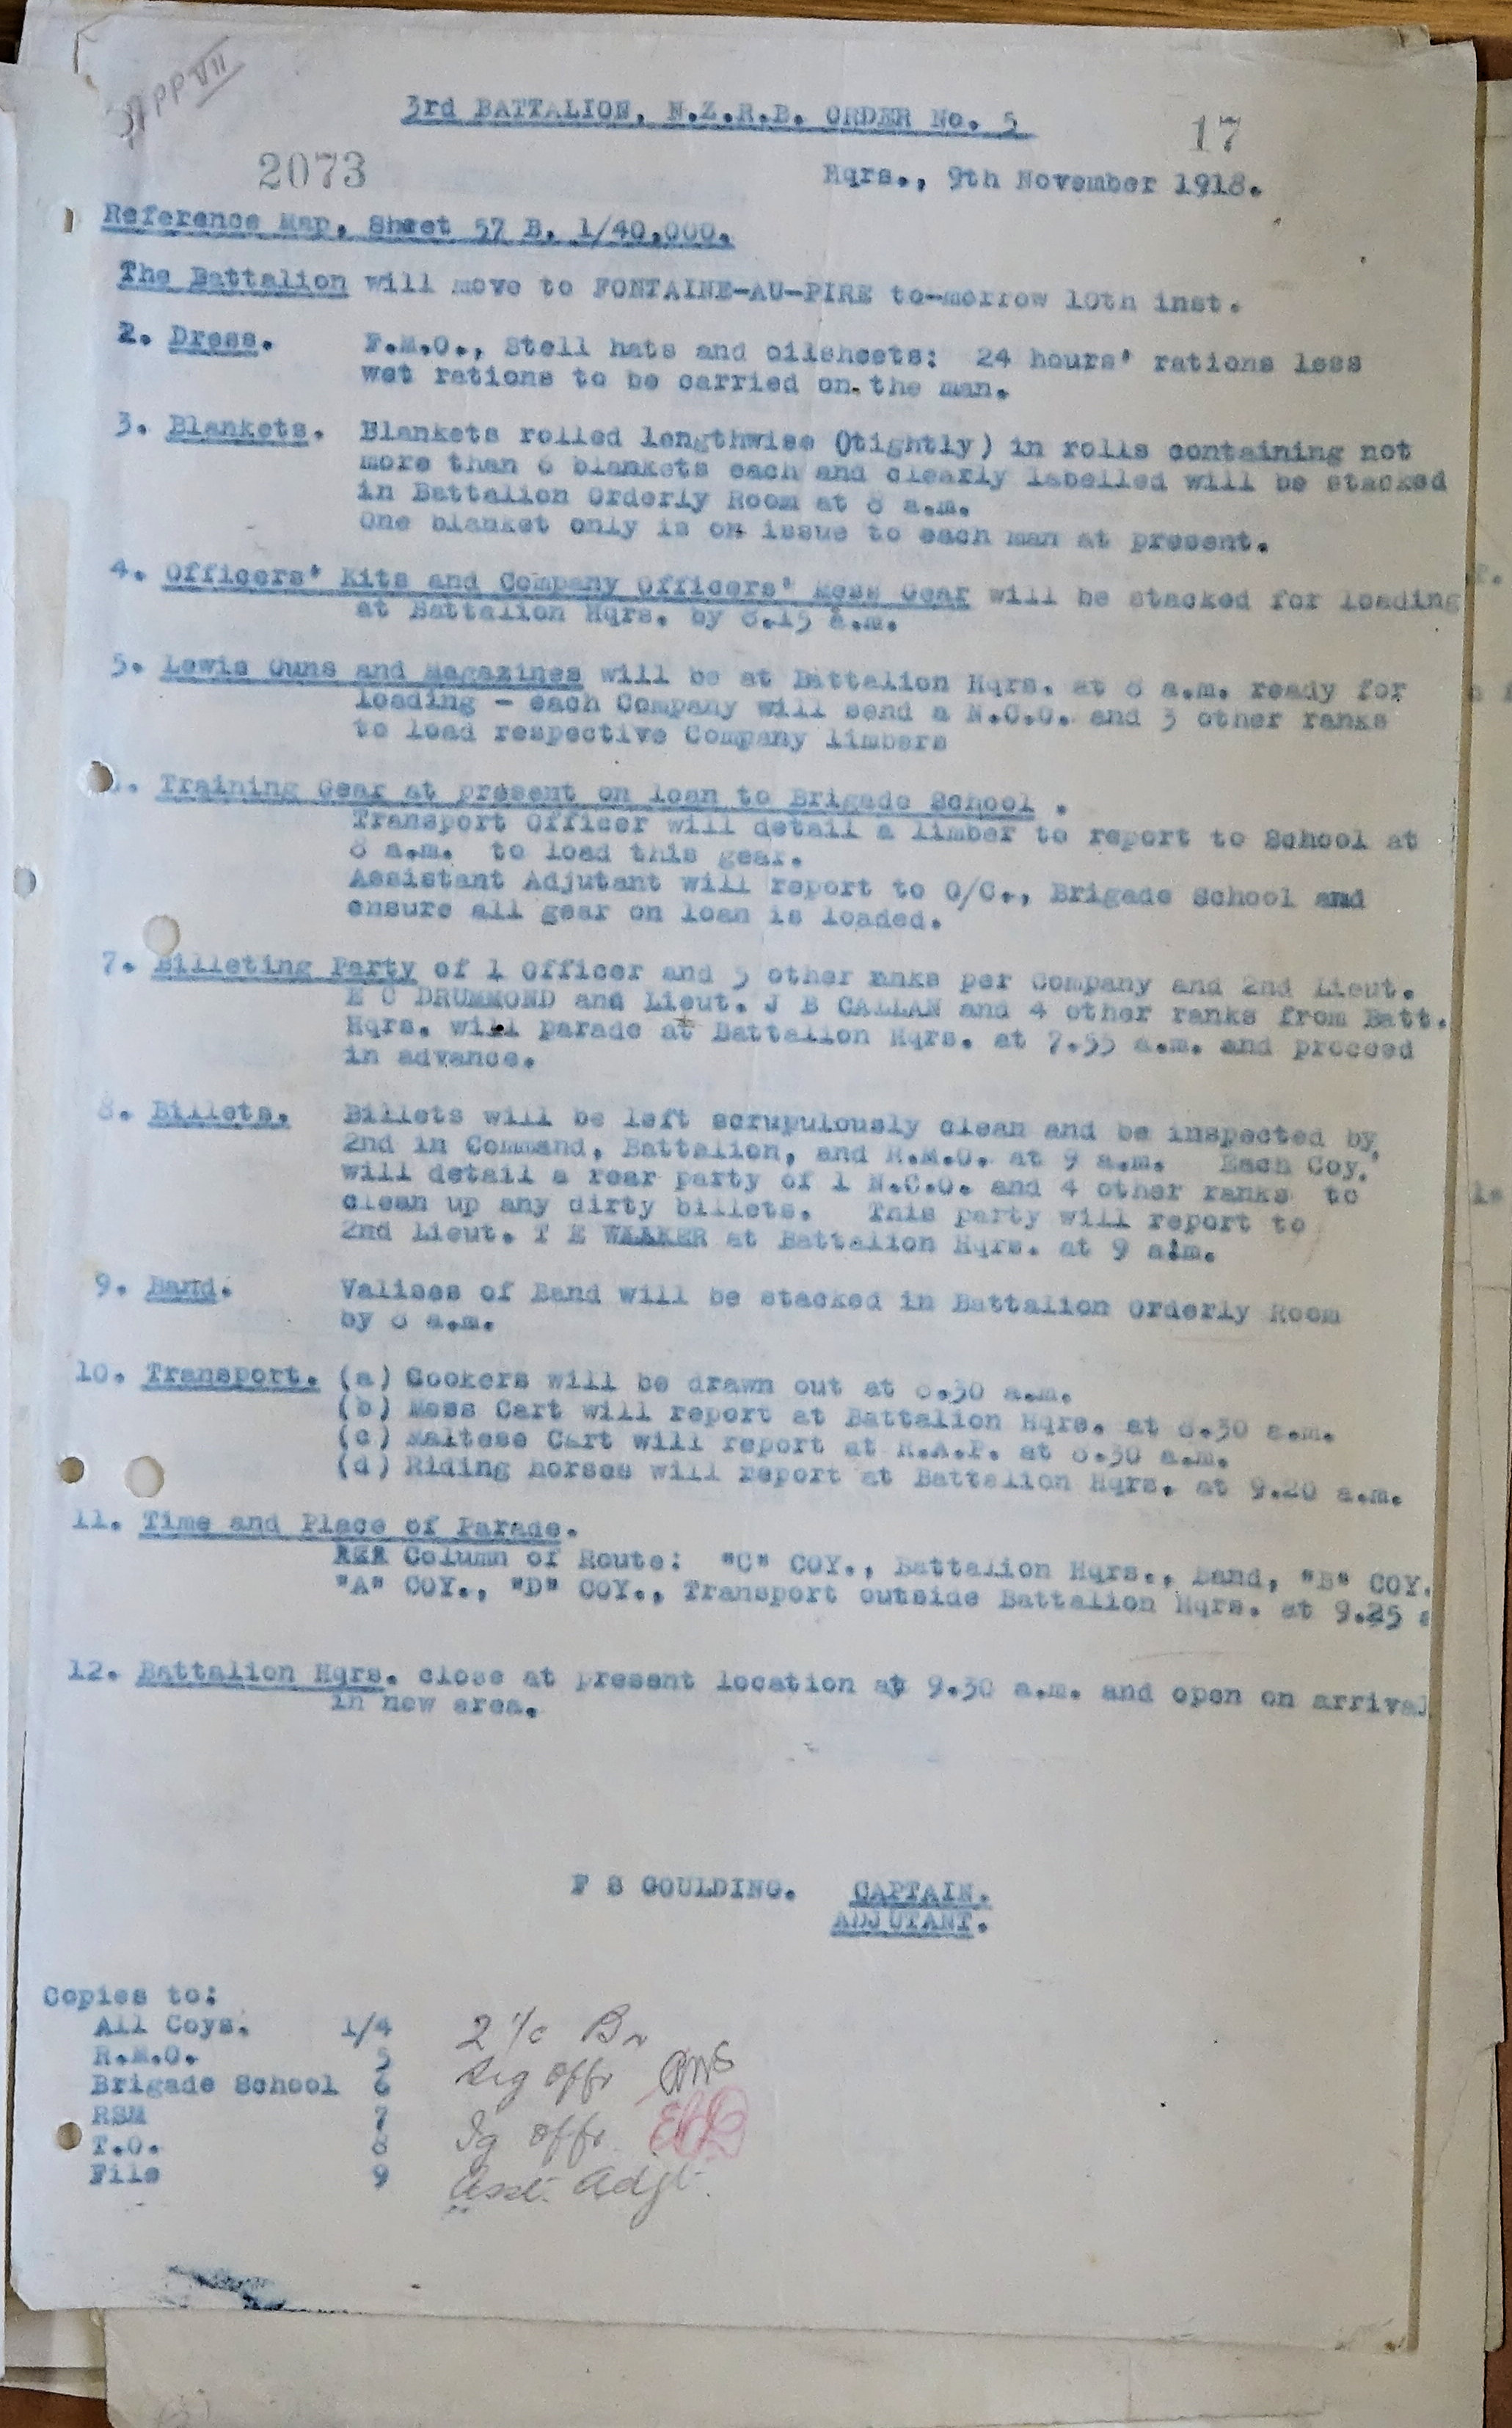 App VII
3rd BATTALION, N.Z.R.B. ORDER No. 5
17
2073
Hqrs., 9th November 1918.
Reference Map, Sheet 57 B, 1/40,000.
The Battalion will move to FONTAINE-AU-PIRE to-morrow 10th inst.
2. Dress. F.M.O., Stell hats and oilsheets: 24 hours' rations less
wet rations to be carried on the man.
3. Blankets. Blankets rolled lengthwise (tightly) in rolls containing not
more than 6 blankets each and clearly labelled will be stacked
in Battalion Orderly Room at 8 a.m.
One blanket only is on issue to each man at present.
4. Officers' Kits and Company Officers' Mess Gear will be stacked for loading
at Battalion Hqrs. by 8.15 a.m.
5. Lewis Guns and Magazines will be at Battalion Hqrs. at 8 a.m. ready for
loading - each Company will send a N.C.O. and 3 other ranks
to load respective Company limbers
. Training Gear at present on loan to Brigade School .
Transport Officer will detail a limber to report to School at
8 a.m. to load this gear.
Assistant Adjutant will report to O/C., Brigade School and
ensure all gear on loan is loaded.
7. Billeting Party of 1 Officer and 5 other anks per Company and 2nd Lieut.
E C DRUMMOND and Lieut. J B CALLAN and 4 other ranks from Batt.
Hqrs. will parade at Battalion Hqrs. at 7.55 a.m. and proceed
in advance.
8. Billets. Billets will be left scrupulously clean and be inspected by
2nd in Command, Battalion, and R.M.O. at 9 a.m. Each Coy.
will detail a rear party of 1 N.C.O. and 4 other ranks to
clean up any dirty billets. This party will report to
2nd Lieut. T E WAAKER at Battalion Hqrs. at 9 a.m.
9. Band. Valises of Band will be stacked in Battalion Orderly Room
by 8 a.m.
10. Transport. (a) Cookers will be drawn out at 8.30 a.m.
(b) Mess Cart will report at Battalion Hqrs. at 8.30 a.m.
(c) Maltese Cart will report at R.A.P. at 8.30 a.m.
(d) Riding horses will report at Battalion Hqrs. at 9.20 a.m.
11. Time and Place of Parade.
Column of Route: "C" COY., Battalion Hqrs., Band, "B" COY.
"A" COY., "D" COY., Transport outside Battalion Hqrs. at 9.25 a
12. Battalion Hqrs. close at present location at 9.30 a.m. and open on arrival
in new area.
F S GOULDING. CAPTAIN.
ADJUTANT.
Copies to:
All Coys. 1/4 2 i/c Bn
R.M.O. 5 Sig offr
Brigade School 6
RSM 7 Ig offr ECD
T.O. 8
File 9 Asst. Adjt.